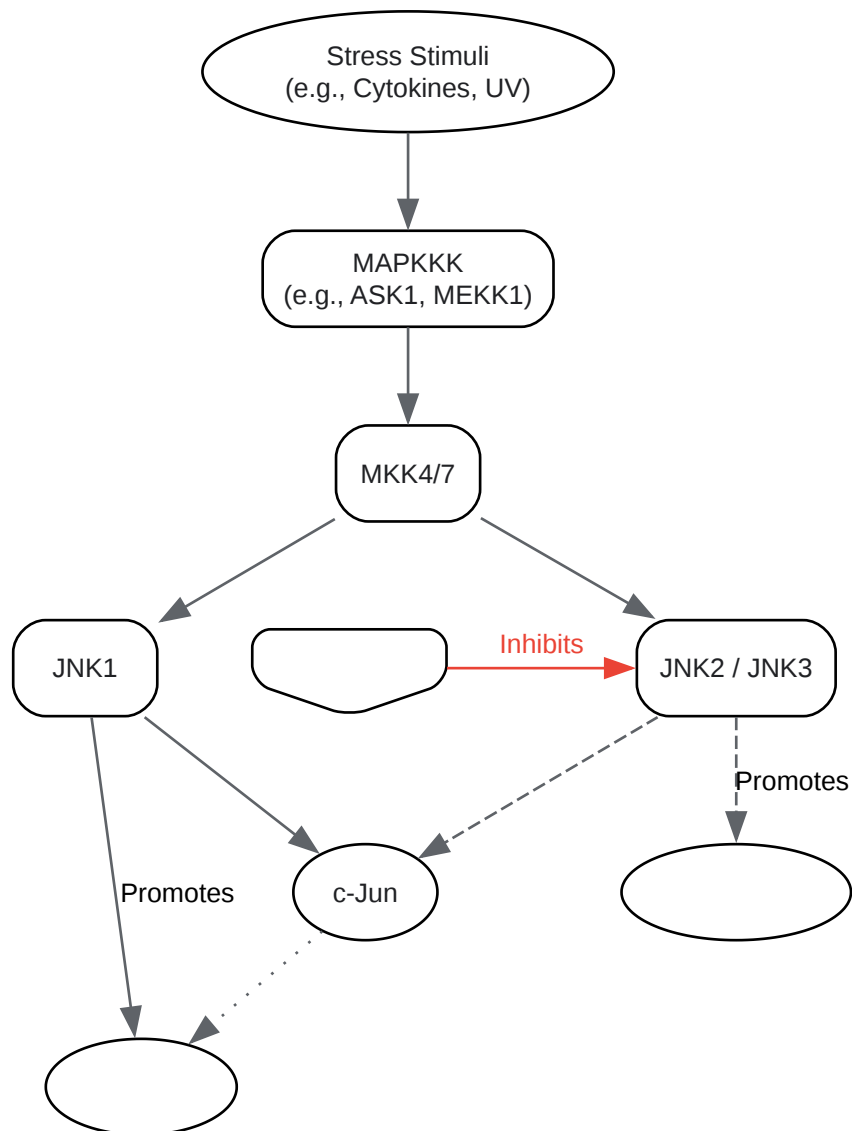 Stress Stimuli
(e.g., Cytokines, UV)
MAPKKK
(e.g., ASK1, MEKK1)
MKK4/7
Inhibits
JNK1
JNK2 / JNK3
Promotes
c-Jun
Promotes